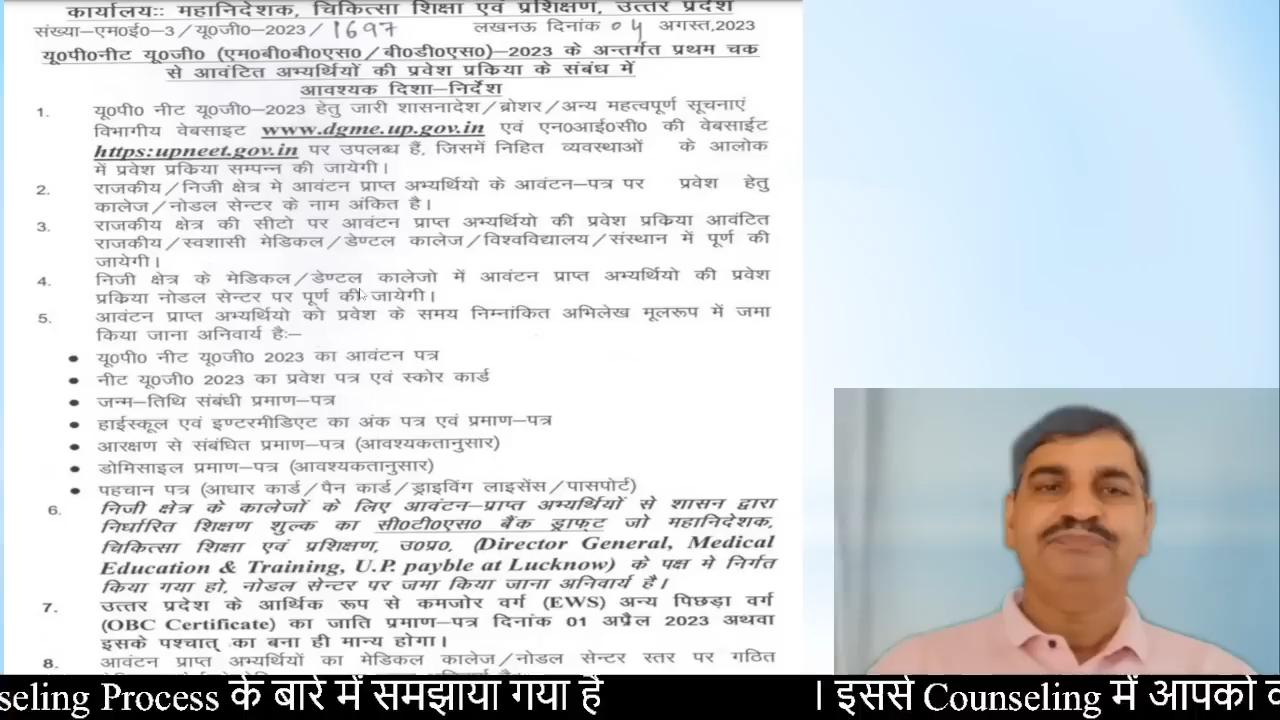 कार्यालयः महानिदेशक, चिकित्सा शिक्षा एवं प्रशिक्षण, उत्तर प्रदेश
संख्या—एम0ई0—3/यू0जी0—2023/1697 लखनऊ दिनांक 04 अगस्त,2023
यू0पी0नीट यू0जी0 (एम0बी0बी0एस0/बी0डी0एस0)—2023 के अन्तर्गत प्रथम चक
से आवंटित अभ्यर्थियों की प्रवेश प्रकिया के संबंध में
आवश्यक दिशा—निर्देश
1. यू0पी0 नीट यू0जी0—2023 हेतु जारी शासनादेश/ब्रोशर/अन्य महत्वपूर्ण सूचनाएं
विभागीय वेबसाइट www.dgme.up.gov.in एवं एन0आई0सी0 की वेबसाईट
https:upneet.gov.in पर उपलब्ध हैं, जिसमें निहित व्यवस्थाओं के आलोक
में प्रवेश प्रकिया सम्पन्न की जायेगी।
2. राजकीय/निजी क्षेत्र मे आवंटन प्राप्त अभ्यर्थियो के आवंटन—पत्र पर प्रवेश हेतु
कालेज/नोडल सेन्टर के नाम अंकित है।
3. राजकीय क्षेत्र की सीटो पर आवंटन प्राप्त अभ्यर्थियो की प्रवेश प्रकिया आवंटित
राजकीय/स्वशासी मेडिकल/डेण्टल कालेज/विश्वविद्यालय/संस्थान में पूर्ण की
जायेगी।
4. निजी क्षेत्र के मेडिकल/डेण्टल कालेजो में आवंटन प्राप्त अभ्यर्थियो की प्रवेश
प्रकिया नोडल सेन्टर पर पूर्ण की जायेगी।
5. आवंटन प्राप्त अभ्यर्थियो को प्रवेश के समय निम्नांकित अभिलेख मूलरूप में जमा
किया जाना अनिवार्य हैः—
• यू0पी0 नीट यू0जी0 2023 का आवंटन पत्र
• नीट यू0जी0 2023 का प्रवेश पत्र एवं स्कोर कार्ड
• जन्म—तिथि संबंधी प्रमाण—पत्र
• हाईस्कूल एवं इण्टरमीडिएट का अंक पत्र एवं प्रमाण—पत्र
• आरक्षण से संबंधित प्रमाण—पत्र (आवश्यकतानुसार)
• डोमिसाइल प्रमाण—पत्र (आवश्यकतानुसार)
• पहचान पत्र (आधार कार्ड/पैन कार्ड/ड्राइविंग लाइसेंस/पासपोर्ट)
6. निजी क्षेत्र के कालेजों के लिए आवंटन—प्राप्त अभ्यर्थियों से शासन द्वारा
निर्धारित शिक्षण शुल्क का सी0टी0एस0 बैंक ड्राफ्ट जो महानिदेशक,
चिकित्सा शिक्षा एवं प्रशिक्षण, उ0प्र0, (Director General, Medical
Education & Training, U.P. payble at Lucknow) के पक्ष मे निर्गत
किया गया हो, नोडल सेन्टर पर जमा किया जाना अनिवार्य है।
7. उत्तर प्रदेश के आर्थिक रूप से कमजोर वर्ग (EWS) अन्य पिछड़ा वर्ग
(OBC Certificate) का जाति प्रमाण—पत्र दिनांक 01 अप्रैल 2023 अथवा
इसके पश्चात् का बना ही मान्य होगा।
8. आवंटन प्राप्त अभ्यर्थियों का मेडिकल कालेज/नोडल सेन्टर स्तर पर गठित
seling Process के बारे में समझाया गया है । इससे Counseling में आपको